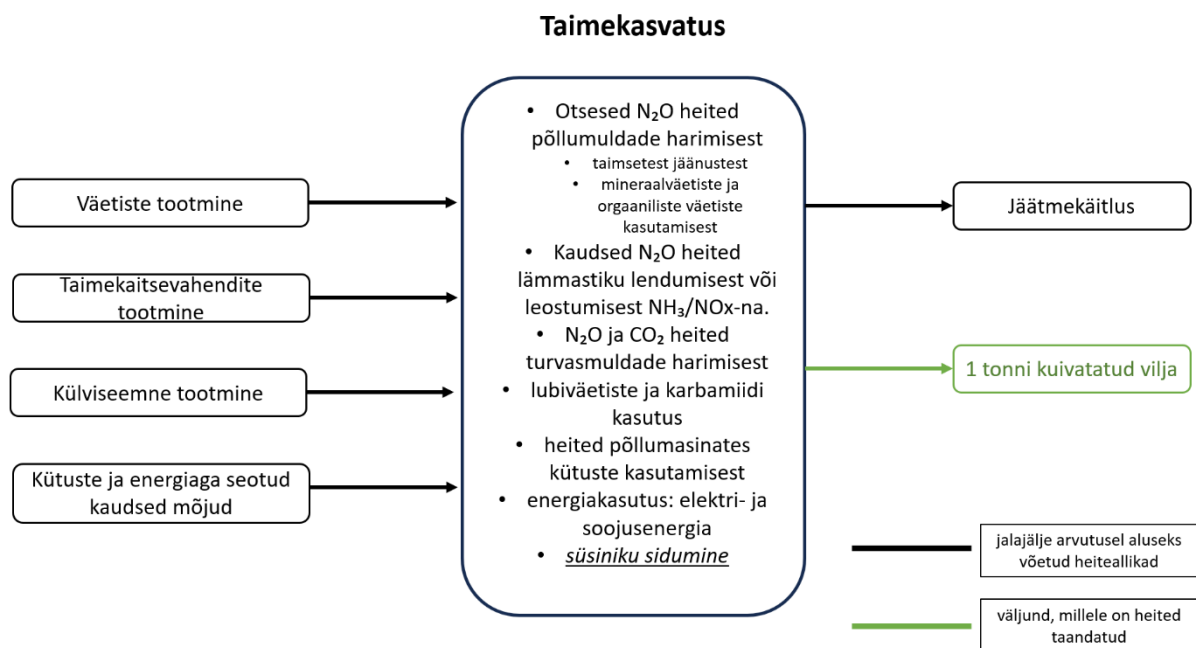 Taimekasvatus
Väetiste tootmine
Taimekaitsevahendite
tootmine
Külviseemne tootmine
Kütuste ja energiaga seotud
kaudsed mõjud
• Otsesed N₂O heited
põllumuldade harimisest
• taimsetest jäänustest
• mineraalväetiste ja
orgaaniliste väetiste
kasutamisest
• Kaudsed N₂O heited
lämmastiku lendumisest või
leostumisest NH₃/NOx-na.
• N₂O ja CO₂ heited
turvasmuldade harimisest
• lubiväetiste ja karbamiidi
kasutus
• heited põllumasinates
kütuste kasutamisest
• energiakasutus: elektri- ja
soojusenergia
• süsiniku sidumine
Jäätmekäitlus
1 tonni kuivatatud vilja
jalajälje arvutusel aluseks
võetud heiteallikad
väljund, millele on heited
taandatud